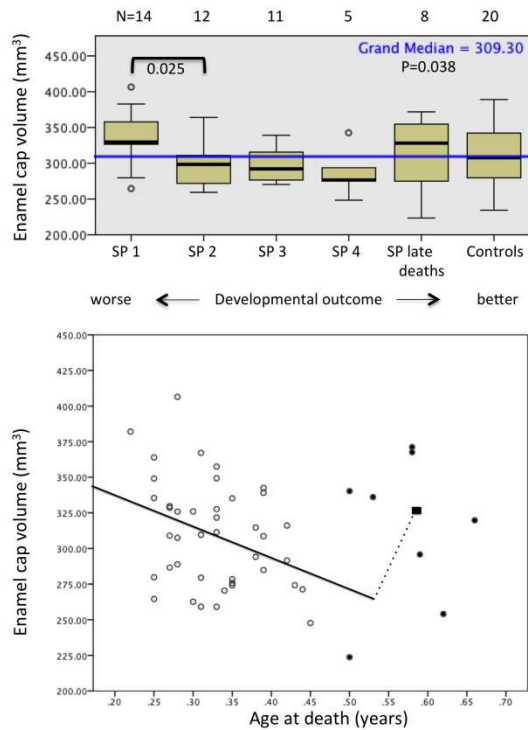 N=14 12 11 5 8 20
Grand Median = 309.30
0.025 P=0.038
Enamel cap volume (mm³)
450.00
400.00
350.00
300.00
250.00
200.00
SP 1 SP 2 SP 3 SP 4 SP late Controls
deaths
worse Developmental outcome better
Enamel cap volume (mm³)
450.00
425.00
400.00
375.00
350.00
325.00
300.00
275.00
250.00
225.00
200.00
.20 .25 .30 .35 .40 .45 .50 .55 .60 .65 .70
Age at death (years)